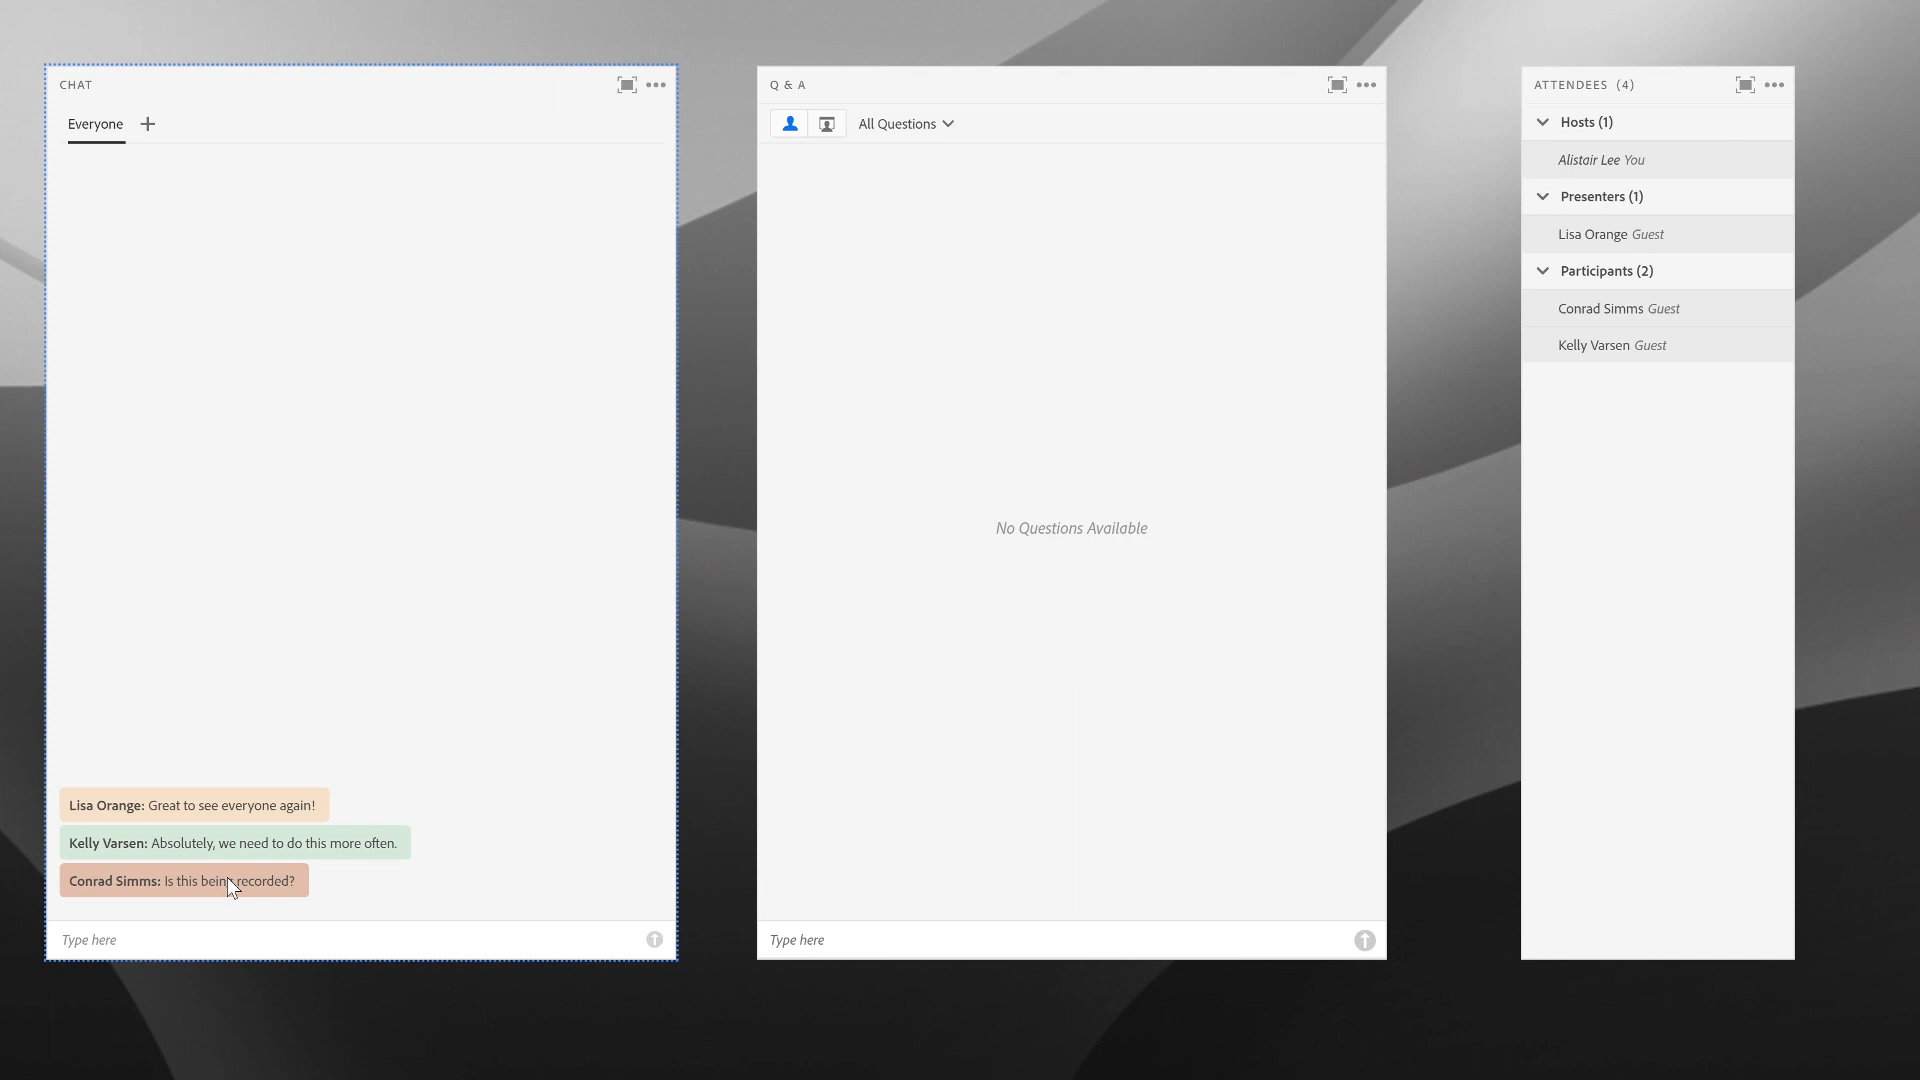 CHAT
Everyone
Lisa Orange: Great to see everyone again!
Kelly Varsen: Absolutely, we need to do this more often.
Conrad Simms: Is this being recorded?
Type here
Q & A
All Questions
No Questions Available
Type here
ATTENDEES (4)
Hosts (1)
Alistair Lee You
Presenters (1)
Lisa Orange Guest
Participants (2)
Conrad Simms Guest
Kelly Varsen Guest